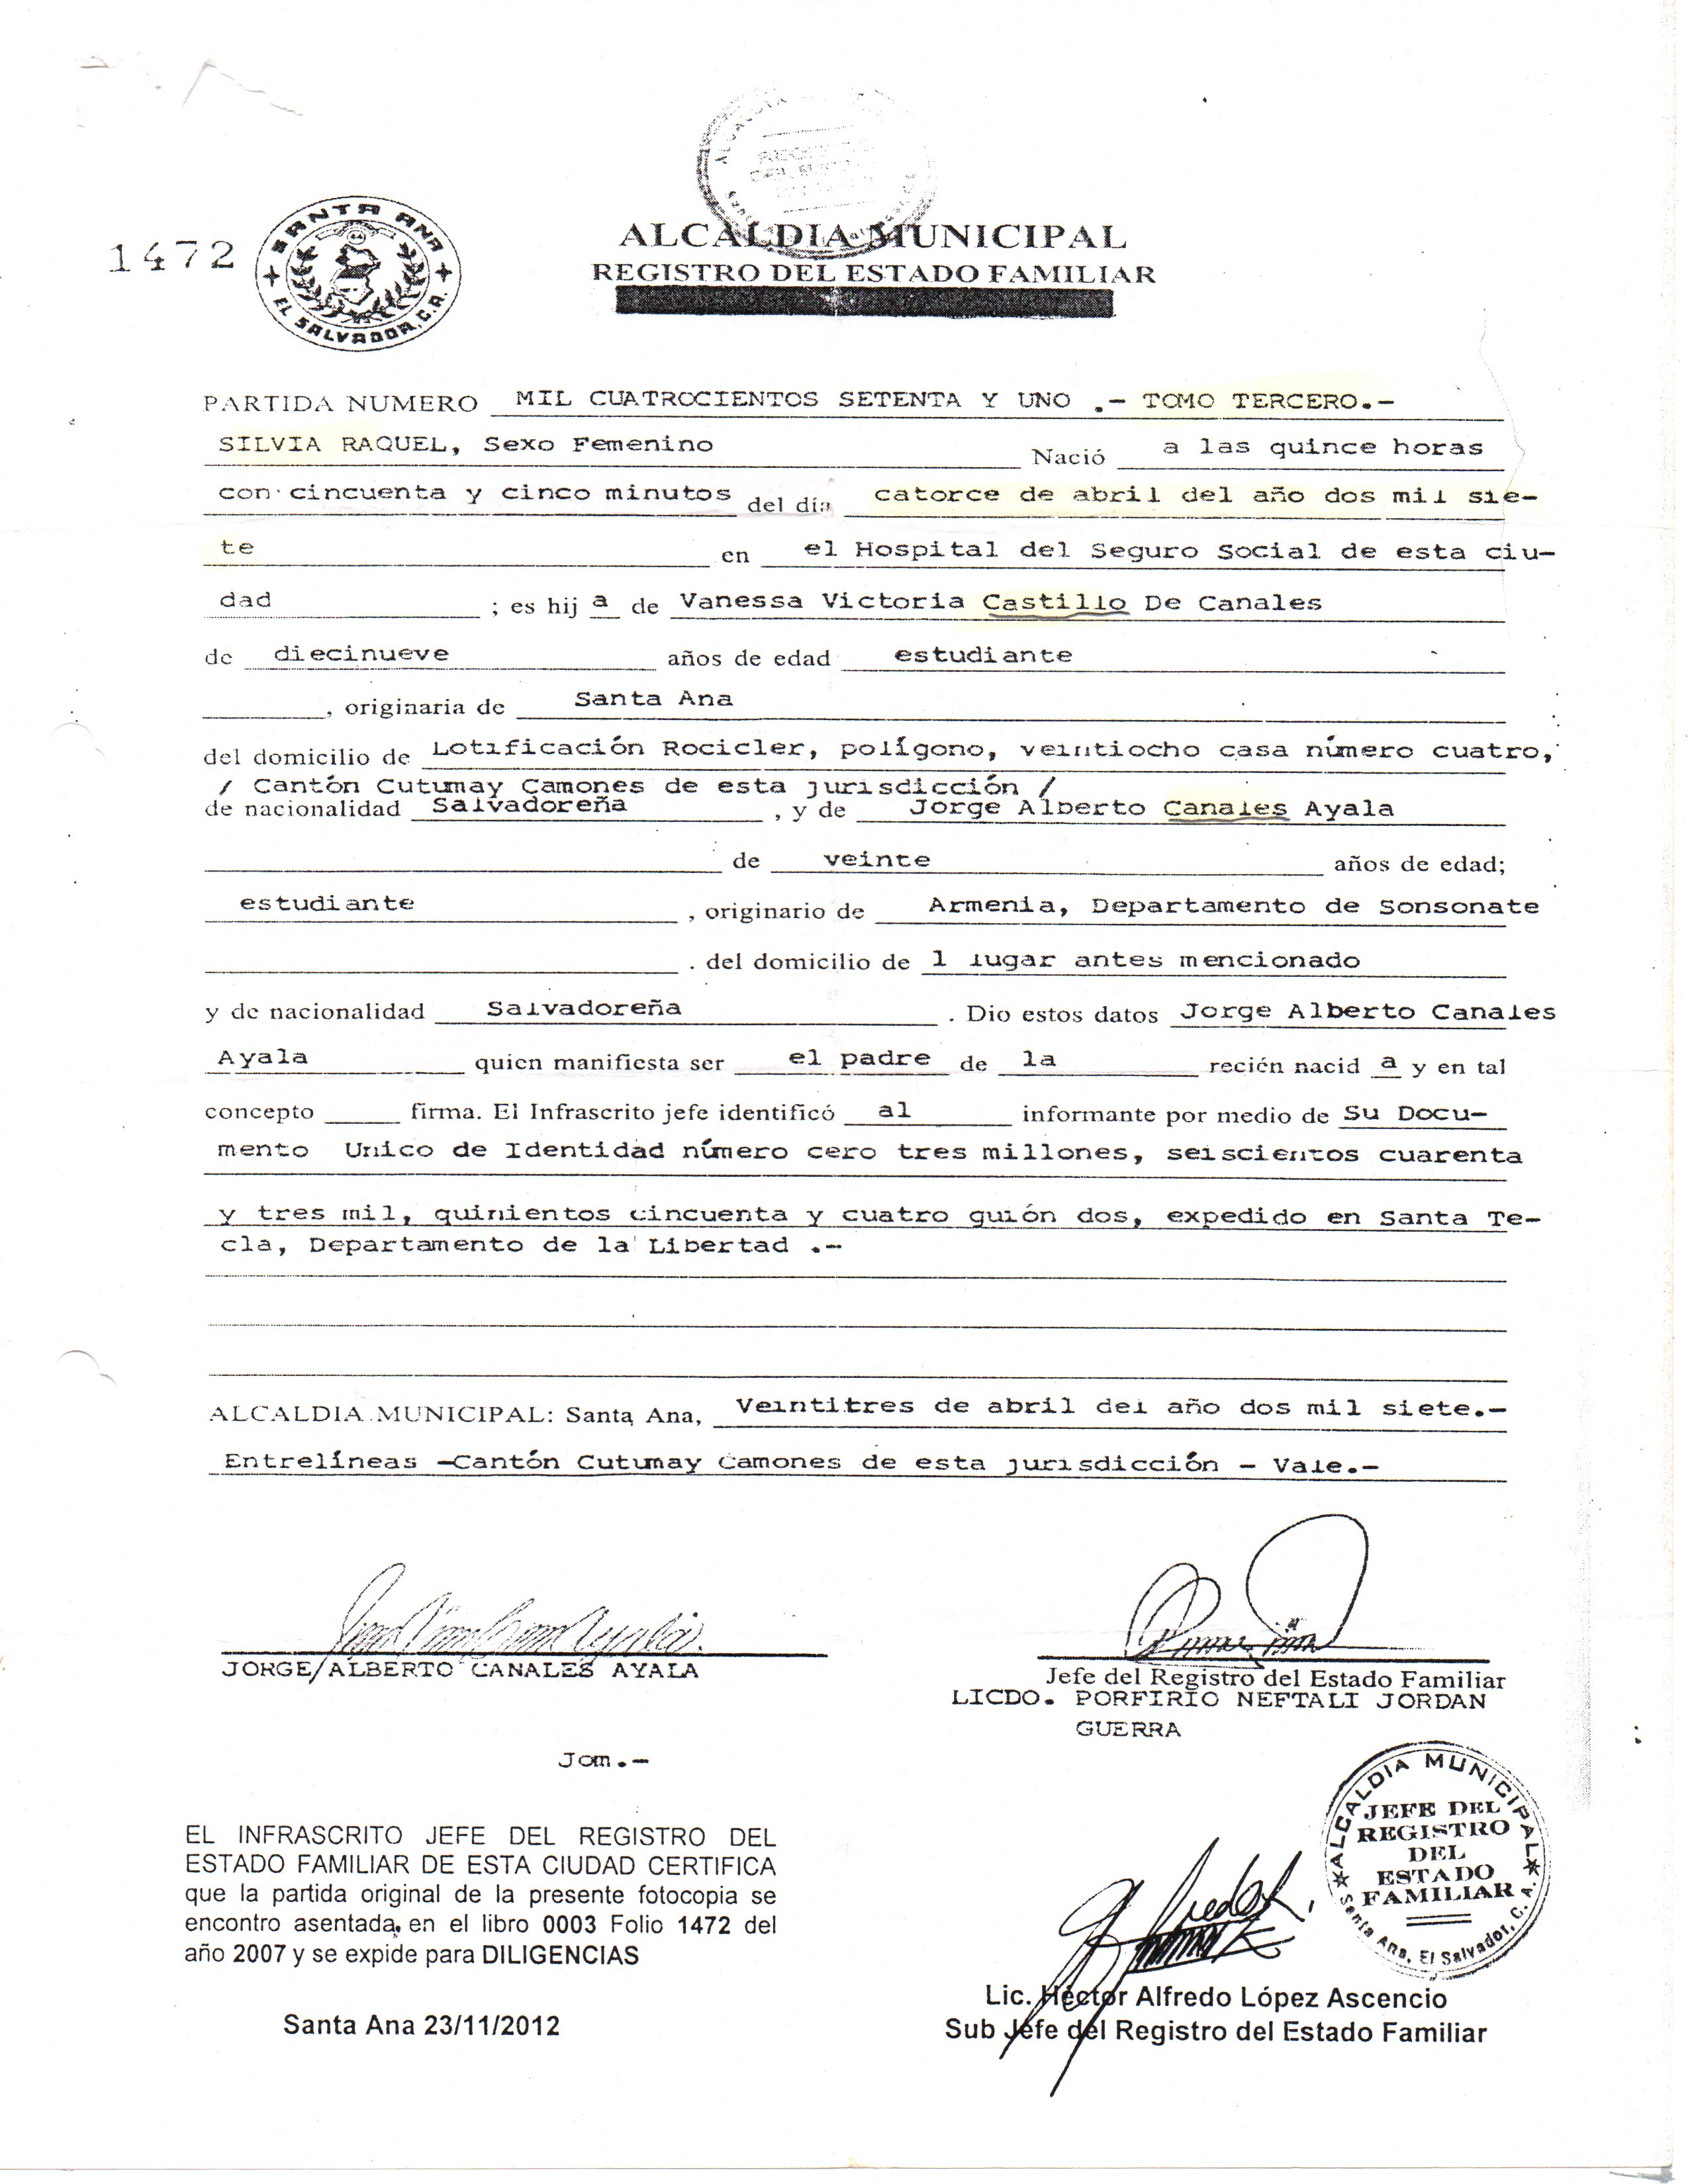 1472
SANTA ANA
EL SALVADOR, C.A.
ALCALDIA
ALCALDIA MUNICIPAL
REGISTRO DEL ESTADO FAMILIAR
PARTIDA NUMERO MIL CUATROCIENTOS SETENTA Y UNO .- TOMO TERCERO.-
SILVIA RAQUEL, Sexo Femenino Nació a las quince horas
con cincuenta y cinco minutos del día catorce de abril del año dos mil sie-
te en el Hospital del Seguro Social de esta ciu-
dad ; es hij a de Vanessa Victoria Castillo De Canales
de diecinueve años de edad estudiante
, originaria de Santa Ana
del domicilio de Lotificación Rocicler, polígono, veintiocho casa número cuatro,
/ Cantón Cutumay Camones de esta jurisdicción /
de nacionalidad Salvadoreña , y de Jorge Alberto Canales Ayala
de veinte años de edad;
estudiante , originario de Armenia, Departamento de Sonsonate
. del domicilio de l lugar antes mencionado
y de nacionalidad Salvadoreña . Dio estos datos Jorge Alberto Canales
Ayala quien manifiesta ser el padre de la recién nacid a y en tal
concepto firma. El Infrascrito jefe identificó al informante por medio de Su Docu-
mento Unico de Identidad número cero tres millones, seiscientos cuarenta
y tres mil, quinientos cincuenta y cuatro guión dos, expedido en Santa Te-
cla, Departamento de la Libertad .-
ALCALDIA MUNICIPAL: Santa Ana, Veintitres de abril del año dos mil siete.-
Entrelíneas -Cantón Cutumay Camones de esta jurisdicción - Vale.-
JORGE ALBERTO CANALES AYALA
Jefe del Registro del Estado Familiar
LICDO. PORFIRIO NEFTALI JORDAN
GUERRA
Jom.-
ALCALDIA MUNICIPAL
JEFE DEL
REGISTRO
DEL
ESTADO
FAMILIAR
Santa Ana, El Salvador, C. A.
EL INFRASCRITO JEFE DEL REGISTRO DEL
ESTADO FAMILIAR DE ESTA CIUDAD CERTIFICA
que la partida original de la presente fotocopia se
encontro asentada, en el libro 0003 Folio 1472 del
año 2007 y se expide para DILIGENCIAS
Santa Ana 23/11/2012
Lic. Héctor Alfredo López Ascencio
Sub Jefe del Registro del Estado Familiar